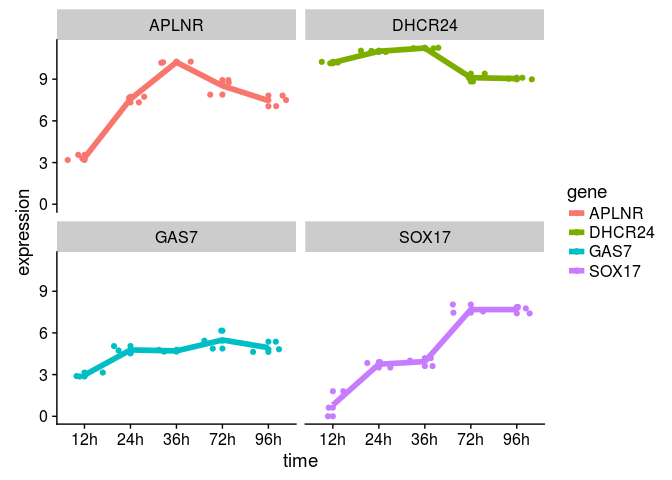 APLNR DHCR24
9
6
3
0
GAS7 SOX17
9
6
3
0
12h 24h 36h 72h 96h 12h 24h 36h 72h 96h
time
expression
gene
APLNR
DHCR24
GAS7
SOX17